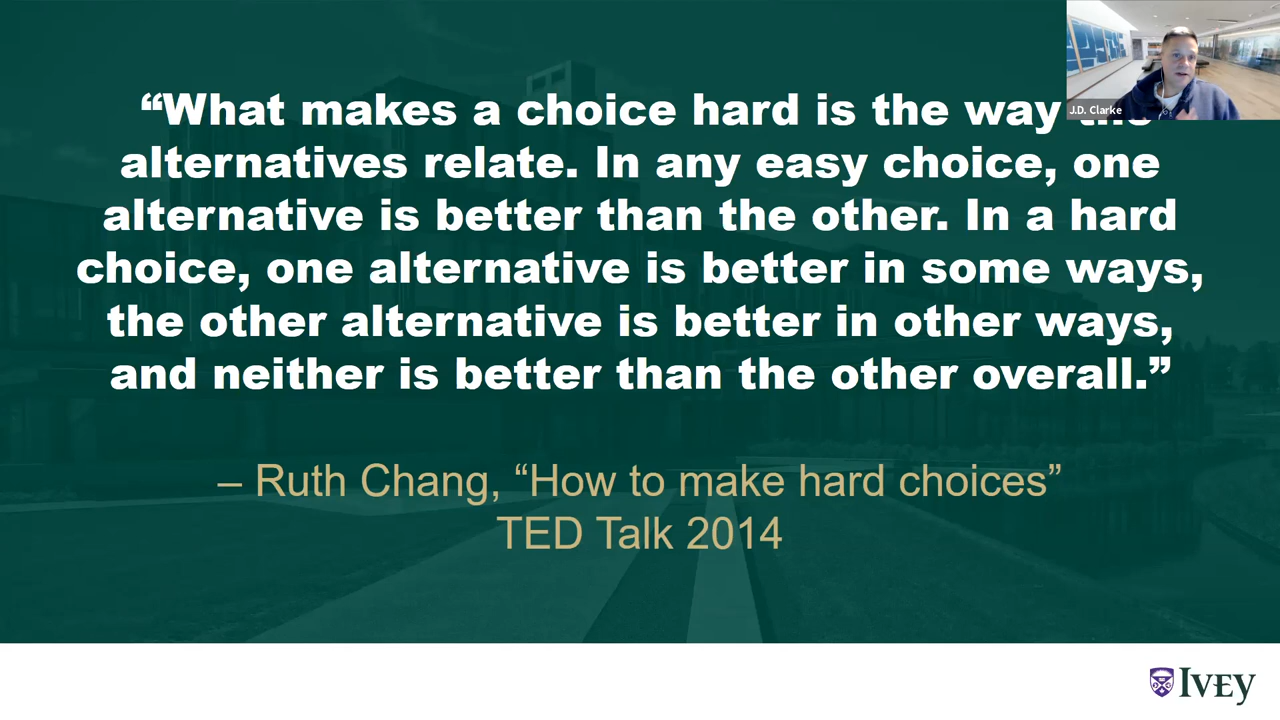 “What makes a choice hard is the way the
alternatives relate. In any easy choice, one
alternative is better than the other. In a hard
choice, one alternative is better in some ways,
the other alternative is better in other ways,
and neither is better than the other overall.”
– Ruth Chang, “How to make hard choices”
TED Talk 2014
J.D. Clarke
IVEY